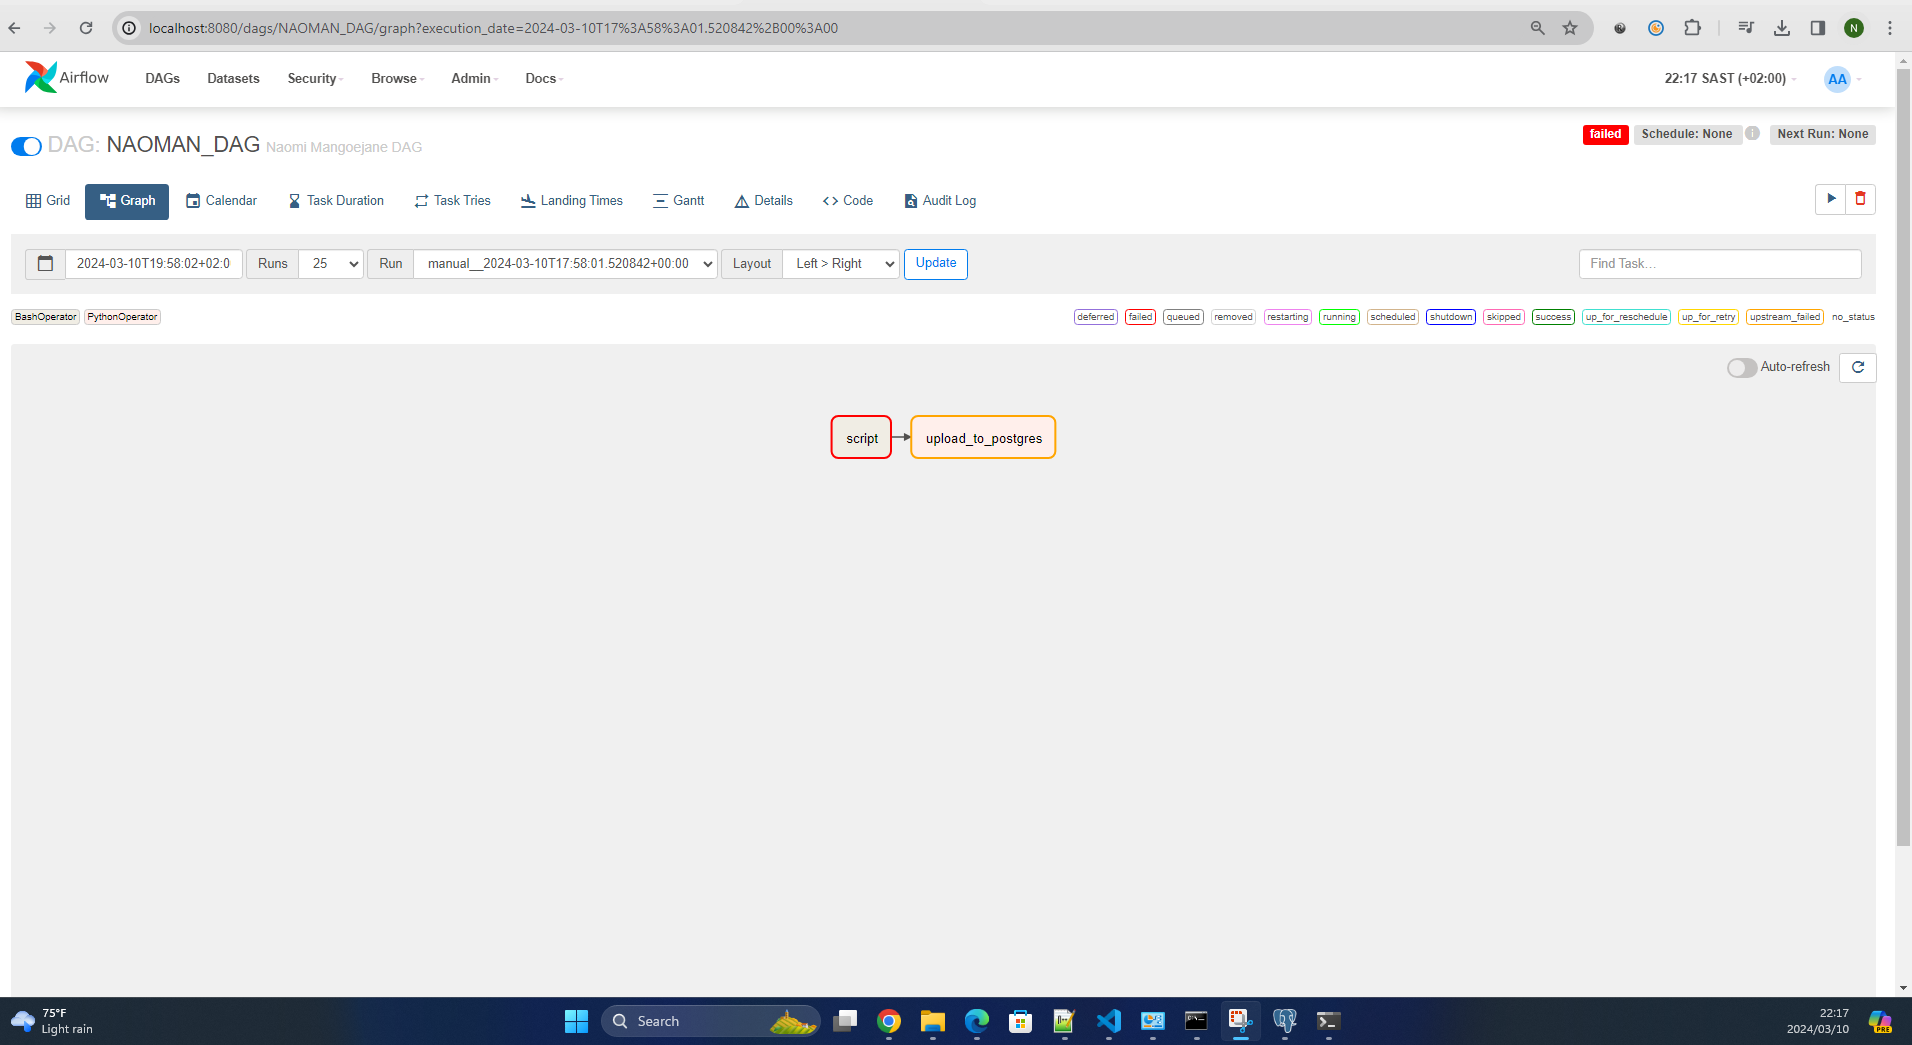 localhost:8080/dags/NAOMAN_DAG/graph?execution_date=2024-03-10T17%3A58%3A01.520842%2B00%3A00
N
Airflow DAGs Datasets Security Browse Admin Docs 22:17 SAST (+02:00) AA
DAG: NAOMAN_DAG Naomi Mangoejane DAG failed Schedule: None i Next Run: None
Grid Graph Calendar Task Duration Task Tries Landing Times Gantt Details Code Audit Log
2024-03-10T19:58:02+02:0 Runs 25 Run manual__2024-03-10T17:58:01.520842+00:00 Layout Left > Right Update Find Task...
BashOperator PythonOperator deferred failed queued removed restarting running scheduled shutdown skipped success up_for_reschedule up_for_retry upstream_failed no_status
Auto-refresh
script upload_to_postgres
75°F
Light rain
Search
22:17
2024/03/10
PRE